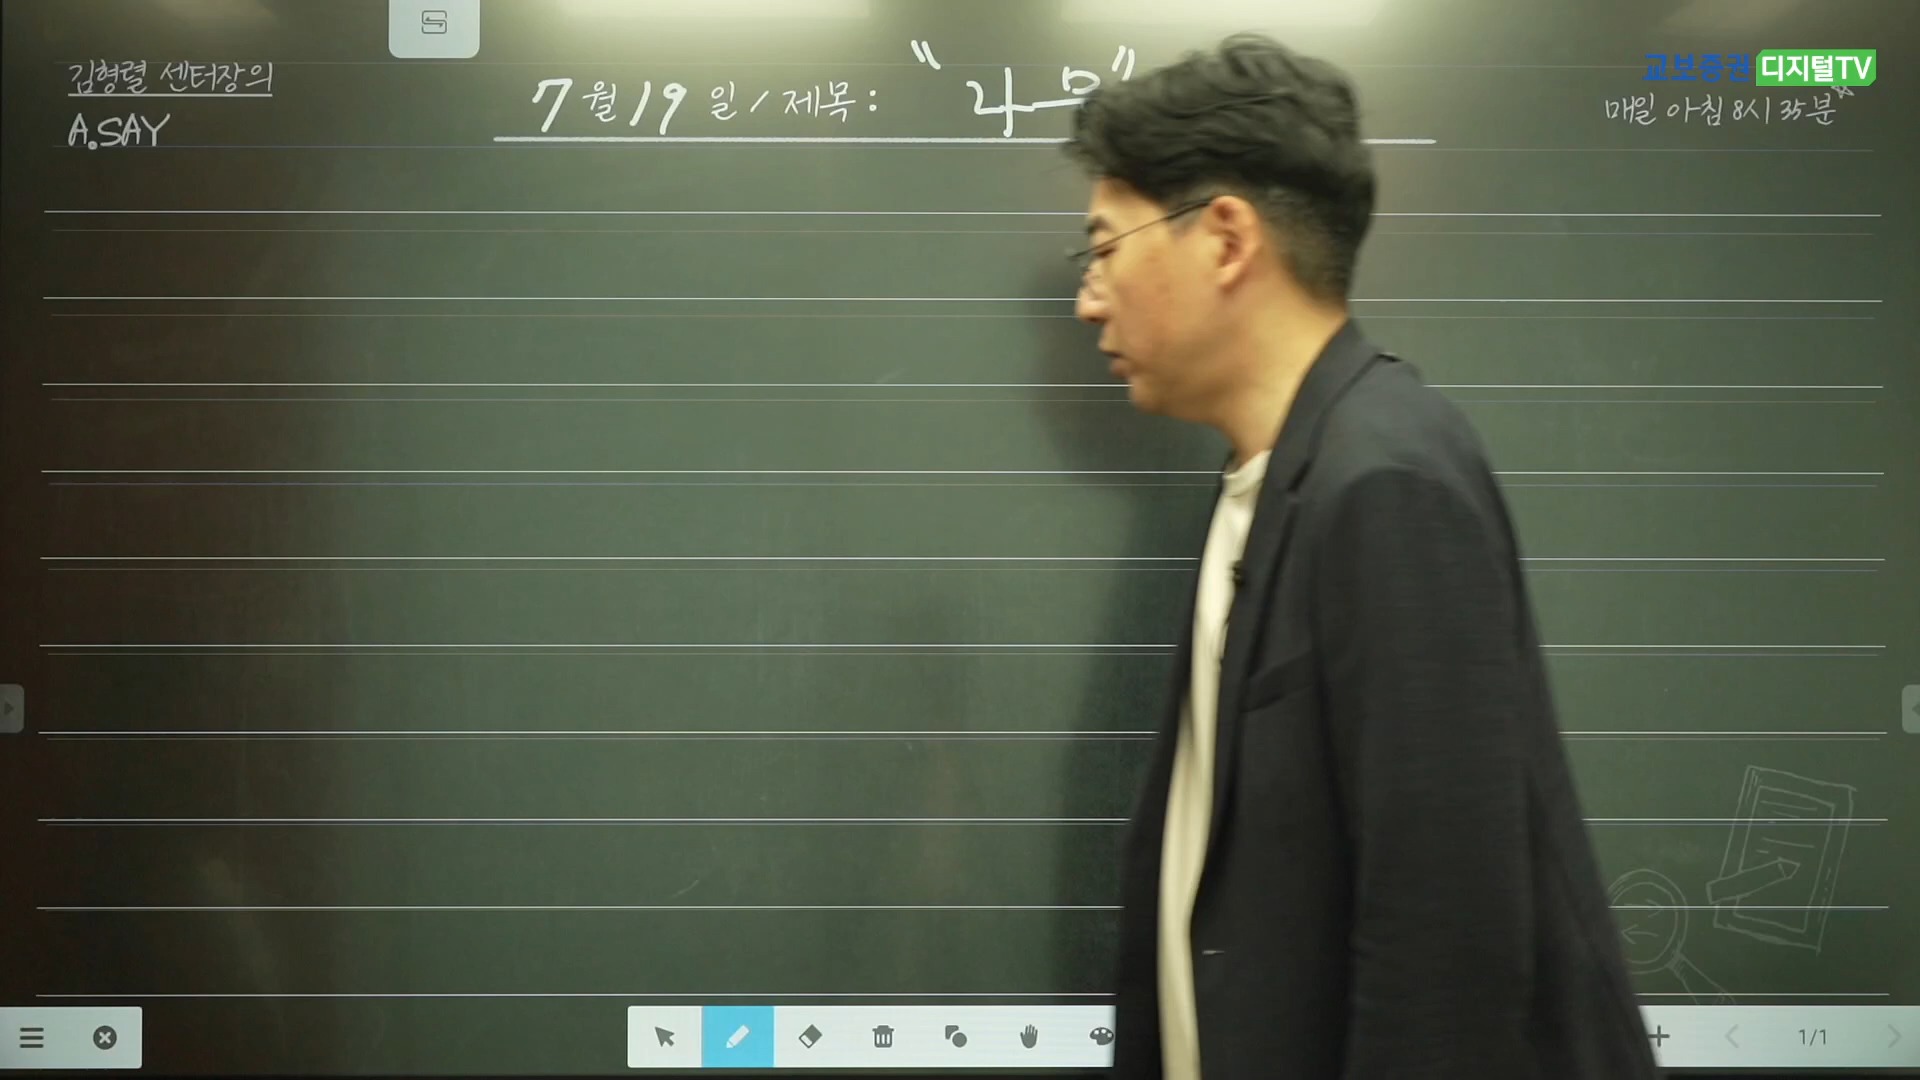 김형렬 센터장의
A.SAY
7월 19일 / 제목 :
교보증권 디지털TV
매일 아침 8시 35분
1/1